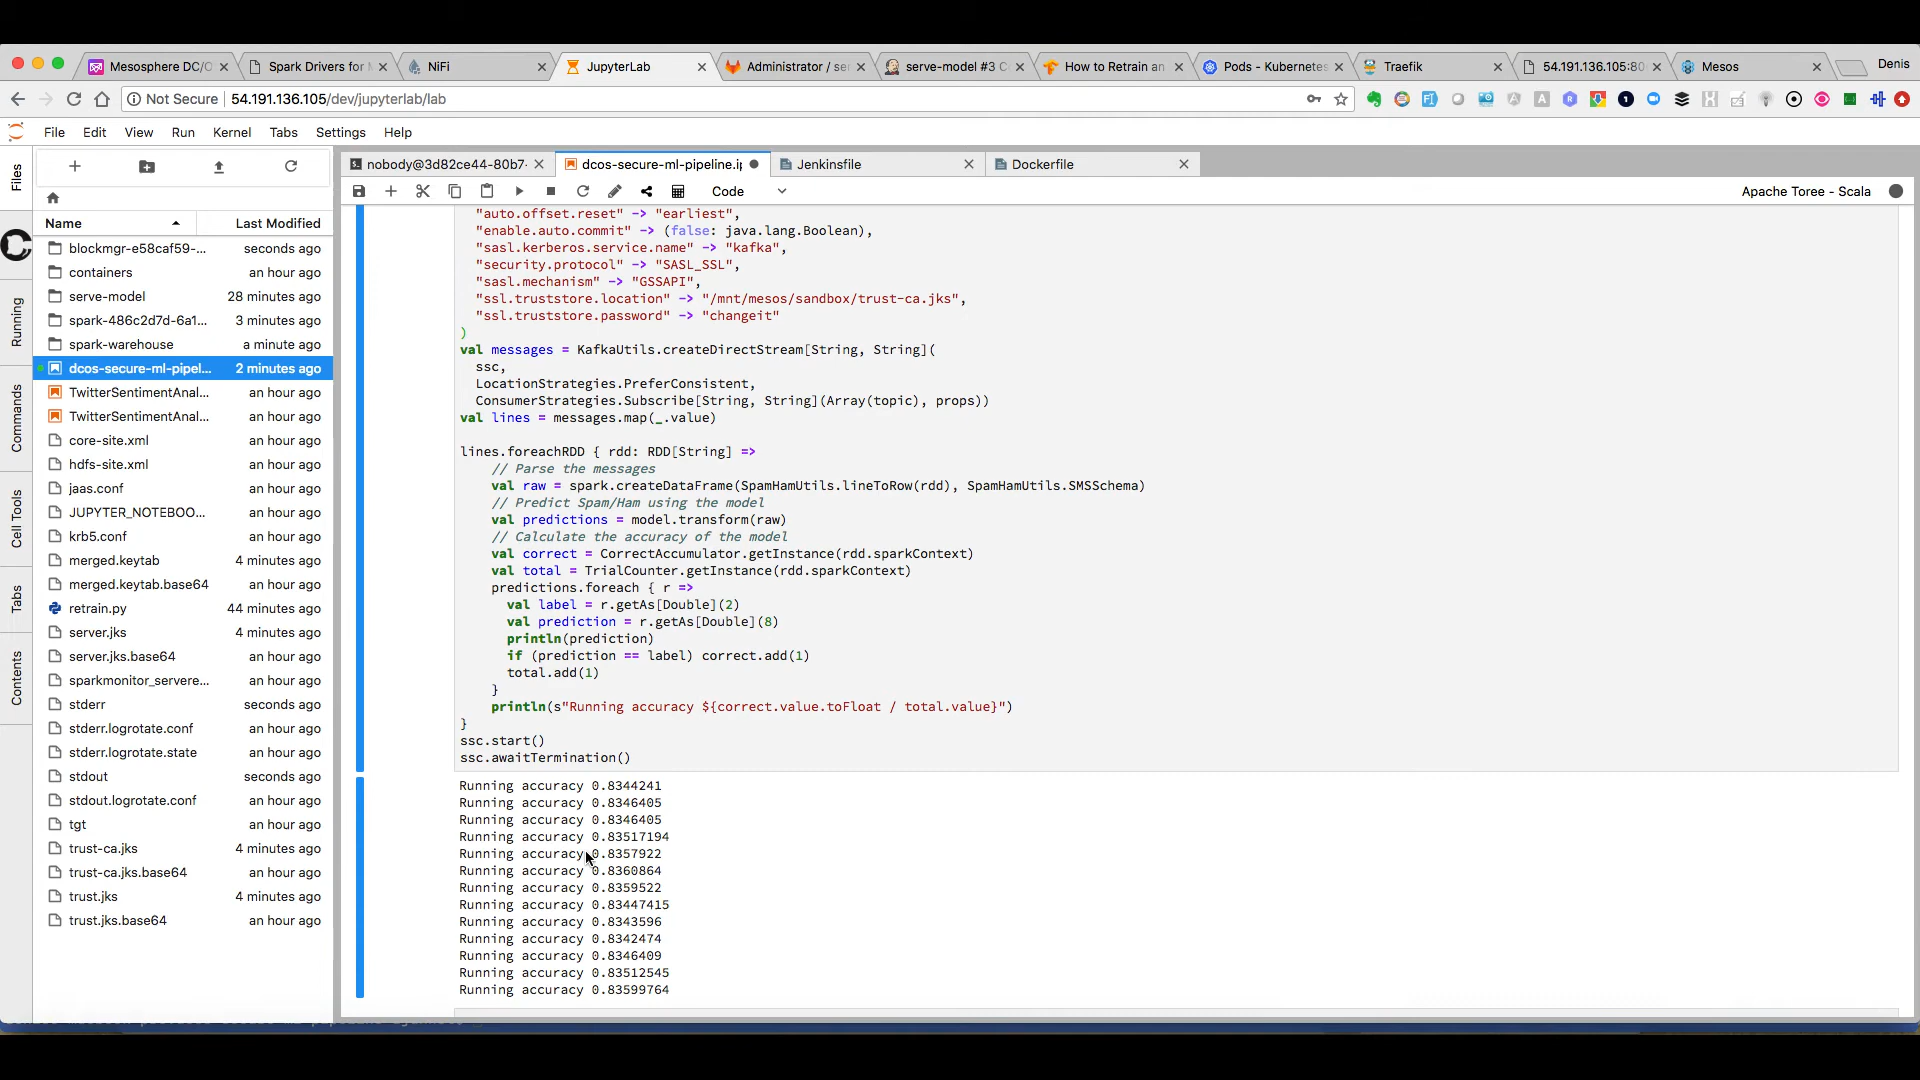 Mesosphere DC/O
Spark Drivers for M
NiFi
JupyterLab
Administrator / ser
serve-model #3 C
How to Retrain an
Pods - Kubernetes
Traefik
54.191.136.105:80
Mesos
Denis
Not Secure
54.191.136.105/dev/jupyterlab/lab
File
Edit
View
Run
Kernel
Tabs
Settings
Help
Files
Running
Commands
Cell Tools
Tabs
Contents
Name
Last Modified
blockmgr-e58caf59-... seconds ago
containers an hour ago
serve-model 28 minutes ago
spark-486c2d7d-6a1... 3 minutes ago
spark-warehouse a minute ago
dcos-secure-ml-pipel... 2 minutes ago
TwitterSentimentAnal... an hour ago
TwitterSentimentAnal... an hour ago
core-site.xml an hour ago
hdfs-site.xml an hour ago
jaas.conf an hour ago
JUPYTER_NOTEBOO... an hour ago
krb5.conf an hour ago
merged.keytab 4 minutes ago
merged.keytab.base64 an hour ago
retrain.py 44 minutes ago
server.jks 4 minutes ago
server.jks.base64 an hour ago
sparkmonitor_servere... an hour ago
stderr seconds ago
stderr.logrotate.conf an hour ago
stderr.logrotate.state an hour ago
stdout seconds ago
stdout.logrotate.conf an hour ago
tgt an hour ago
trust-ca.jks 4 minutes ago
trust-ca.jks.base64 an hour ago
trust.jks 4 minutes ago
trust.jks.base64 an hour ago
nobody@3d82ce44-80b7-
dcos-secure-ml-pipeline.ip
Jenkinsfile
Dockerfile
Code
Apache Toree - Scala
"auto.offset.reset" -> "earliest",
"enable.auto.commit" -> (false: java.lang.Boolean),
"sasl.kerberos.service.name" -> "kafka",
"security.protocol" -> "SASL_SSL",
"sasl.mechanism" -> "GSSAPI",
"ssl.truststore.location" -> "/mnt/mesos/sandbox/trust-ca.jks",
"ssl.truststore.password" -> "changeit"
)
val messages = KafkaUtils.createDirectStream[String, String](
ssc,
LocationStrategies.PreferConsistent,
ConsumerStrategies.Subscribe[String, String](Array(topic), props))
val lines = messages.map(_.value)
lines.foreachRDD { rdd: RDD[String] =>
// Parse the messages
val raw = spark.createDataFrame(SpamHamUtils.lineToRow(rdd), SpamHamUtils.SMSSchema)
// Predict Spam/Ham using the model
val predictions = model.transform(raw)
// Calculate the accuracy of the model
val correct = CorrectAccumulator.getInstance(rdd.sparkContext)
val total = TrialCounter.getInstance(rdd.sparkContext)
predictions.foreach { r =>
val label = r.getAs[Double](2)
val prediction = r.getAs[Double](8)
println(prediction)
if (prediction == label) correct.add(1)
total.add(1)
}
println(s"Running accuracy ${correct.value.toFloat / total.value}")
}
ssc.start()
ssc.awaitTermination()
Running accuracy 0.8344241
Running accuracy 0.8346405
Running accuracy 0.8346405
Running accuracy 0.83517194
Running accuracy 0.8357922
Running accuracy 0.8360864
Running accuracy 0.8359522
Running accuracy 0.83447415
Running accuracy 0.8343596
Running accuracy 0.8342474
Running accuracy 0.8346409
Running accuracy 0.83512545
Running accuracy 0.83599764